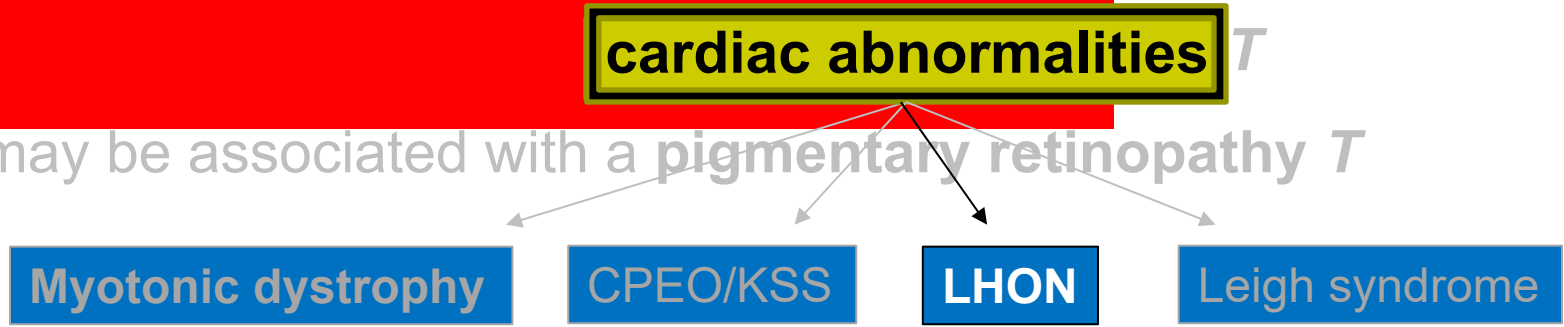 cardiac abnormalities T
may be associated with a pigmentary retinopathy T
Myotonic dystrophy CPEO/KSS LHON Leigh syndrome